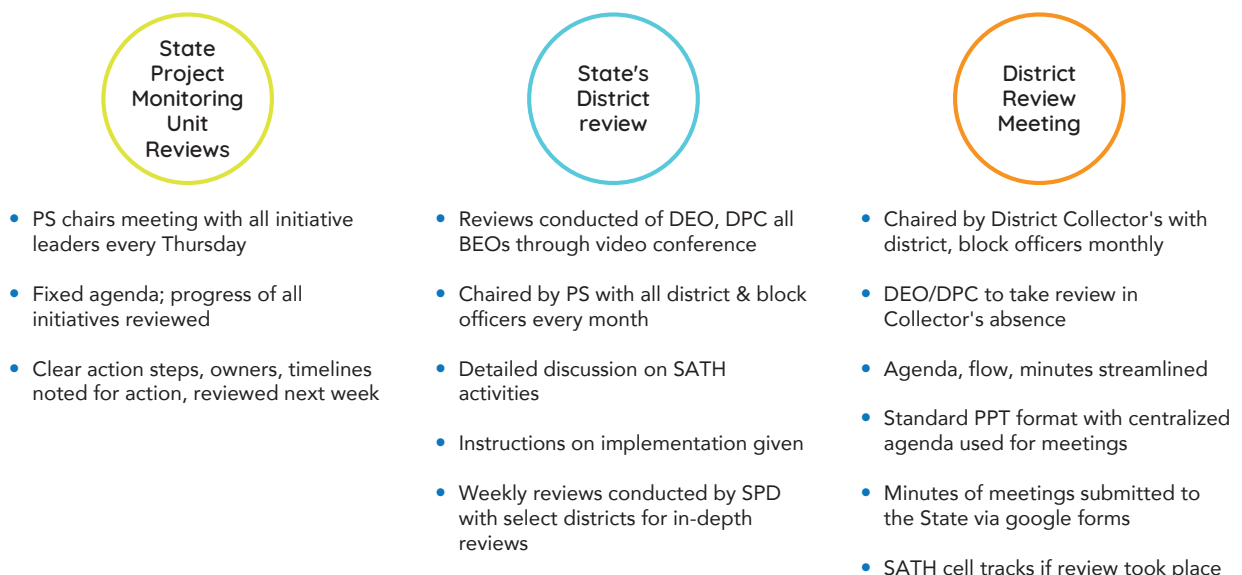 State
Project
Monitoring
Unit
Reviews
• PS chairs meeting with all initiative
leaders every Thursday
• Fixed agenda; progress of all
initiatives reviewed
• Clear action steps, owners, timelines
noted for action, reviewed next week
State's
District
review
• Reviews conducted of DEO, DPC all
BEOs through video conference
• Chaired by PS with all district & block
officers every month
• Detailed discussion on SATH
activities
• Instructions on implementation given
• Weekly reviews conducted by SPD
with select districts for in-depth
reviews
District
Review
Meeting
• Chaired by District Collector's with
district, block officers monthly
• DEO/DPC to take review in
Collector's absence
• Agenda, flow, minutes streamlined
• Standard PPT format with centralized
agenda used for meetings
• Minutes of meetings submitted to
the State via google forms
• SATH cell tracks if review took place